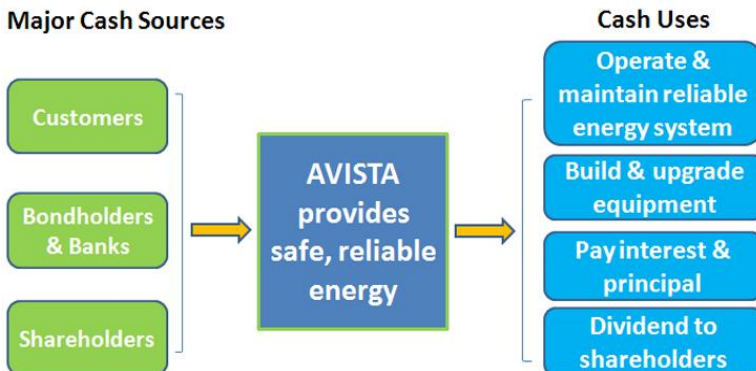 Major Cash Sources
Customers
Bondholders
& Banks
Shareholders
AVISTA
provides
safe, reliable
energy
Cash Uses
Operate &
maintain reliable
energy system
Build & upgrade
equipment
Pay interest &
principal
Dividend to
shareholders